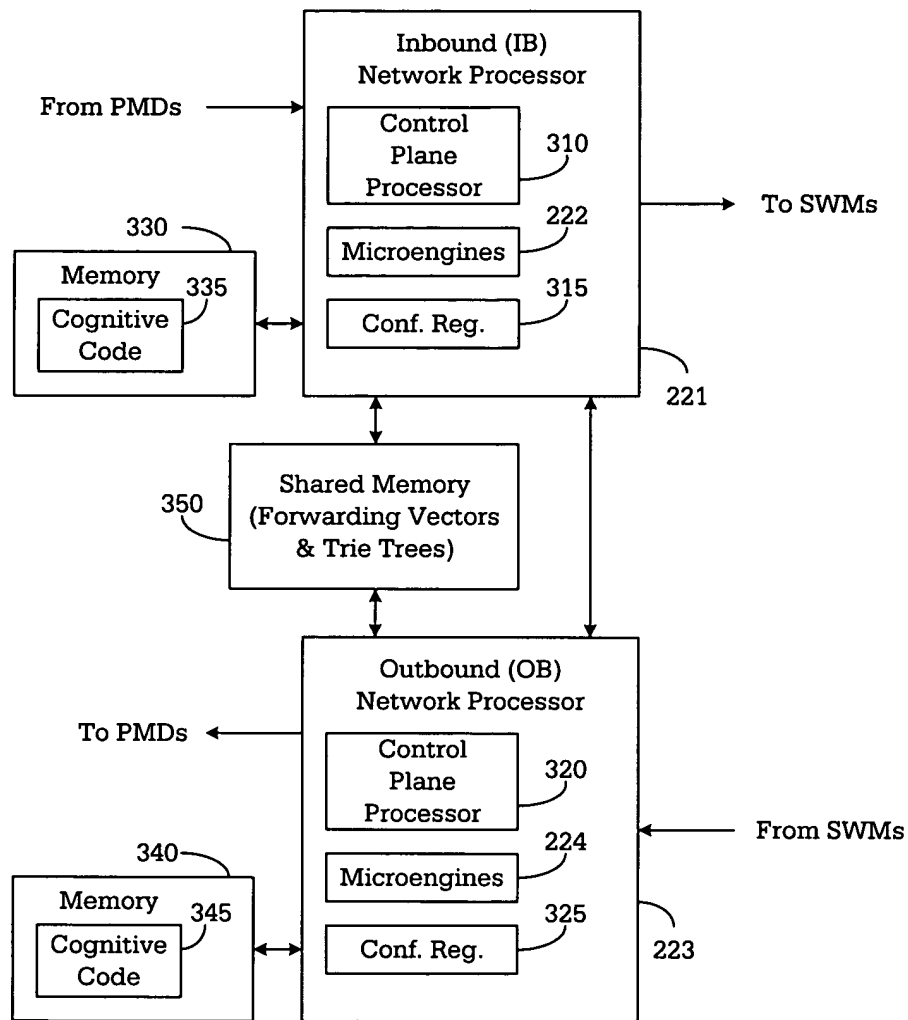 Inbound (IB)
Network Processor
From PMDs
Control
Plane
Processor
310
To SWMs
222
Microengines
330
Memory
335
Cognitive
Code
315
Conf. Reg.
221
350
Shared Memory
(Forwarding Vectors
& Trie Trees)
Outbound (OB)
Network Processor
To PMDs
Control
Plane
Processor
320
From SWMs
224
Microengines
340
Memory
345
Cognitive
Code
325
Conf. Reg.
223